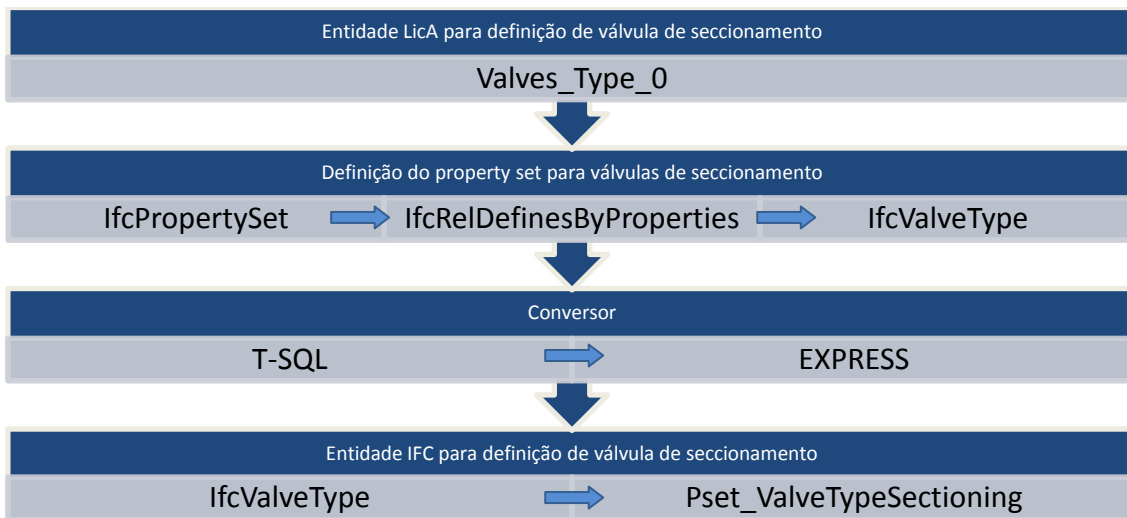 Entidade LicA para definição de válvula de seccionamento
Valves_Type_0
Definição do property set para válvulas de seccionamento
IfcPropertySet IfcRelDefinesByProperties IfcValveType
Conversor
T-SQL EXPRESS
Entidade IFC para definição de válvula de seccionamento
IfcValveType Pset_ValveTypeSectioning